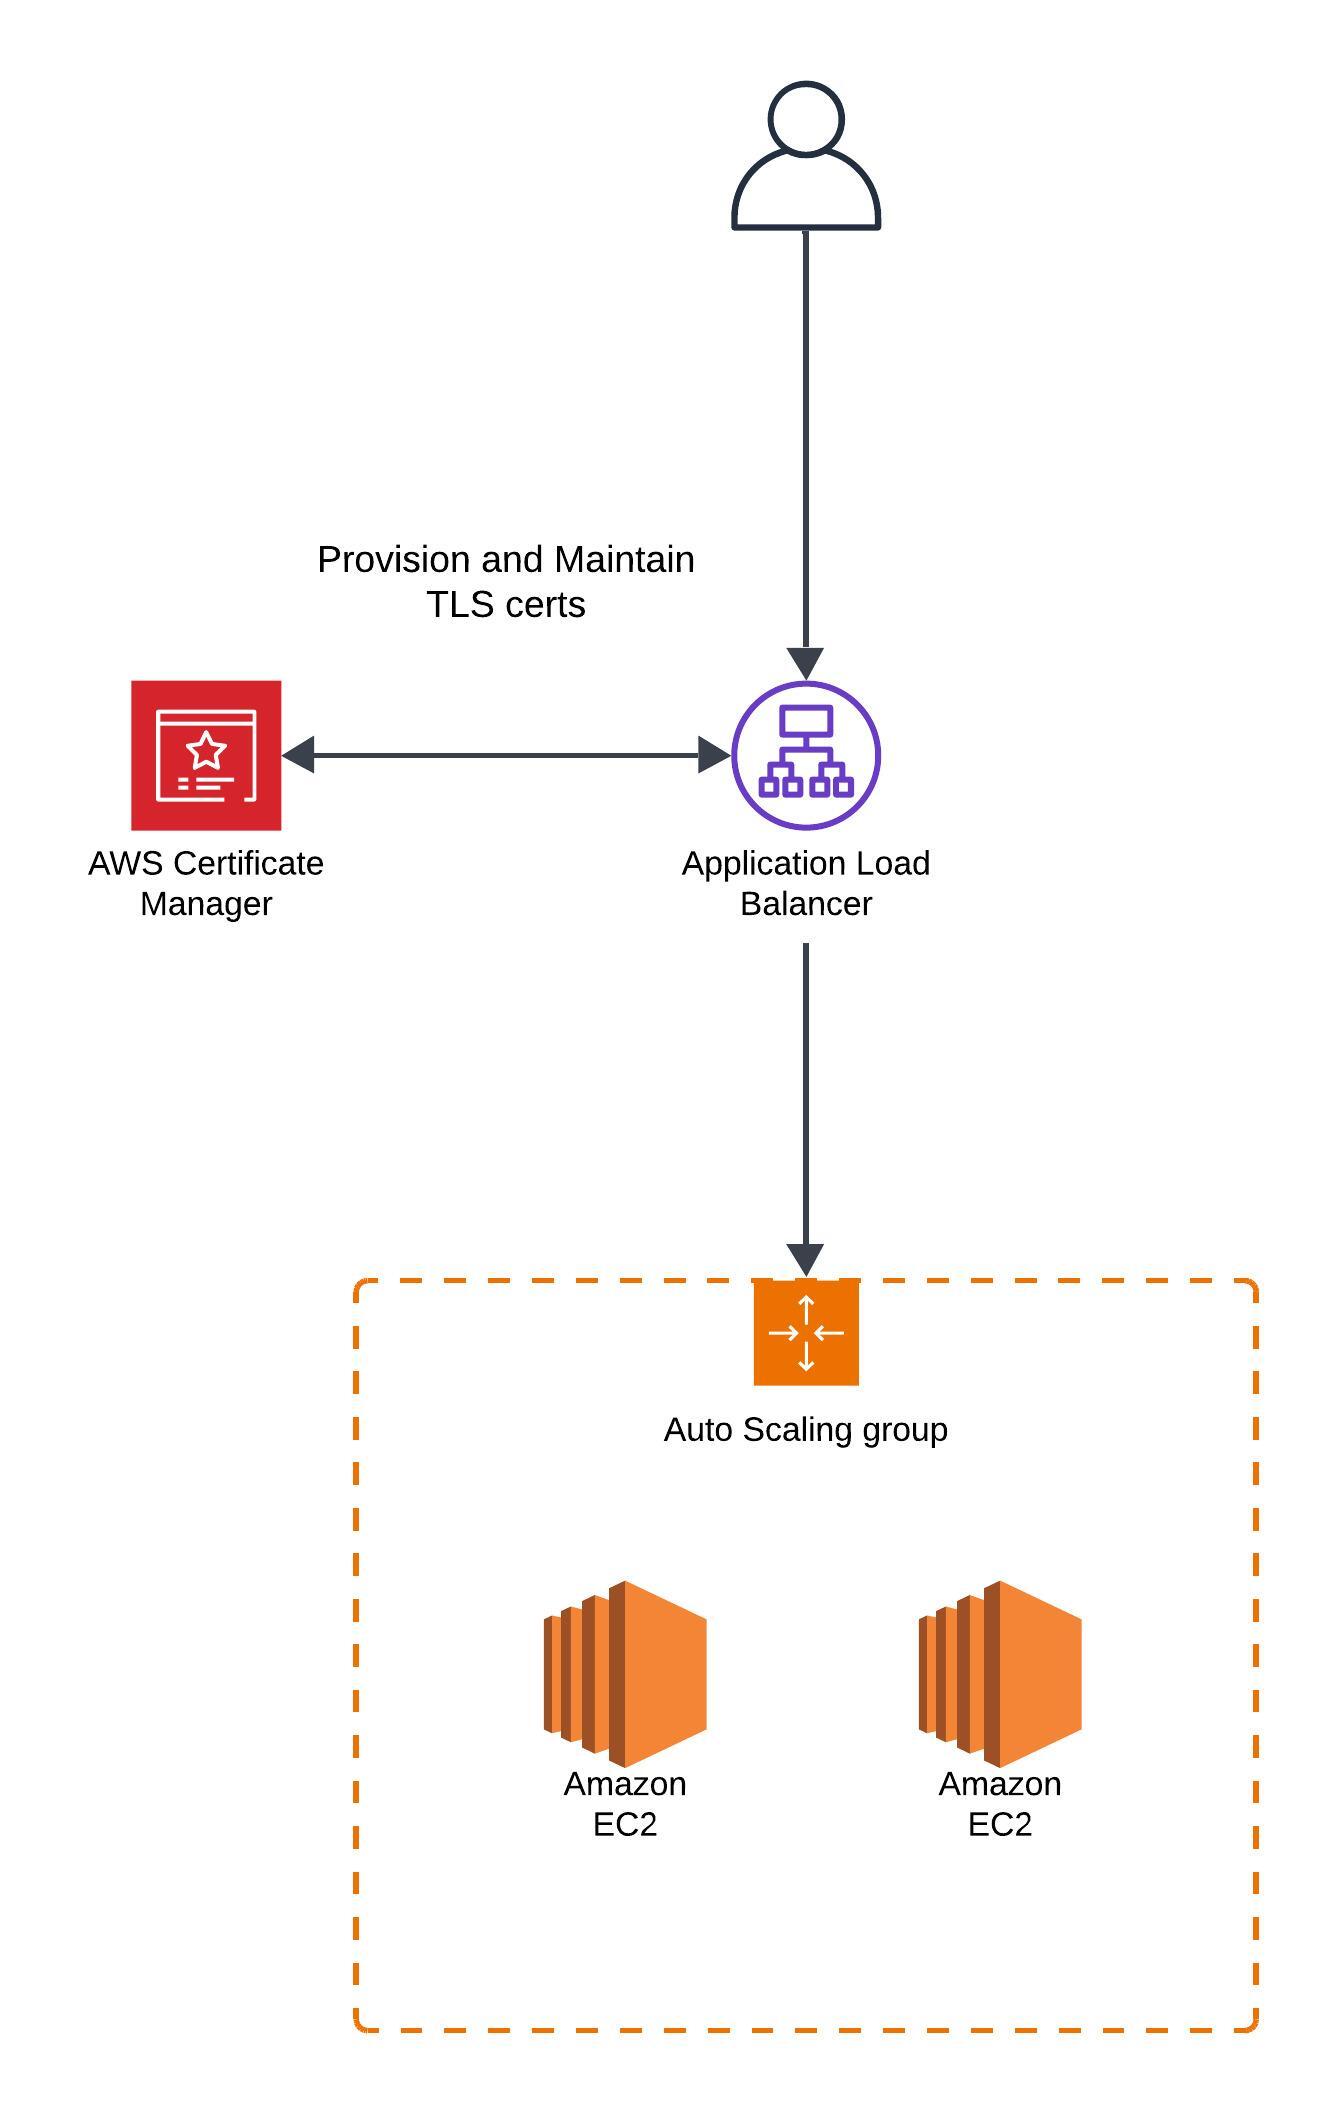 Provision and Maintain
TLS certs
AWS Certificate
Manager
Application Load
Balancer
Auto Scaling group
Amazon
EC2
Amazon
EC2